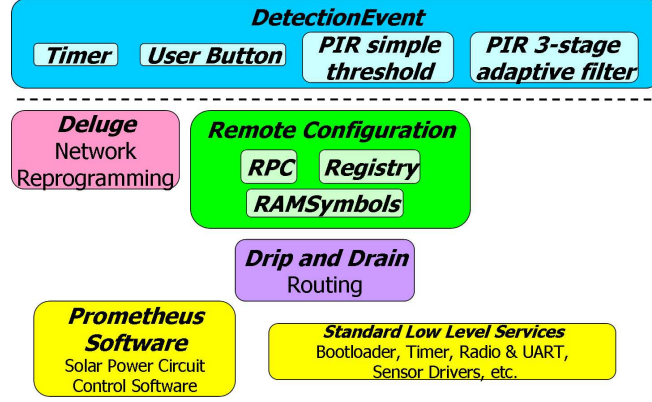 DetectionEvent
Timer
User Button
PIR simple
threshold
PIR 3-stage
adaptive filter
Deluge
Network
Reprogramming
Remote Configuration
RPC
Registry
RAMSymbols
Drip and Drain
Routing
Prometheus
Software
Solar Power Circuit
Control Software
Standard Low Level Services
Bootloader, Timer, Radio & UART,
Sensor Drivers, etc.